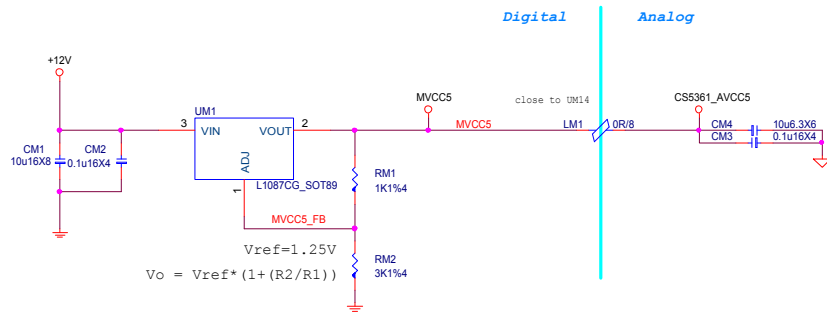 Digital
Analog
+12V
UM1
MVCC5
close to UM14
CS5361_AVCC5
3
VIN
VOUT
2
MVCC5
LM1
0R/8
CM4
10u6.3X6
CM3
0.1u16X4
CM1
10u16X8
CM2
0.1u16X4
ADJ
1
L1087CG_SOT89
RM1
1K1%4
MVCC5_FB
Vref=1.25V
Vo = Vref*(1+(R2/R1))
RM2
3K1%4